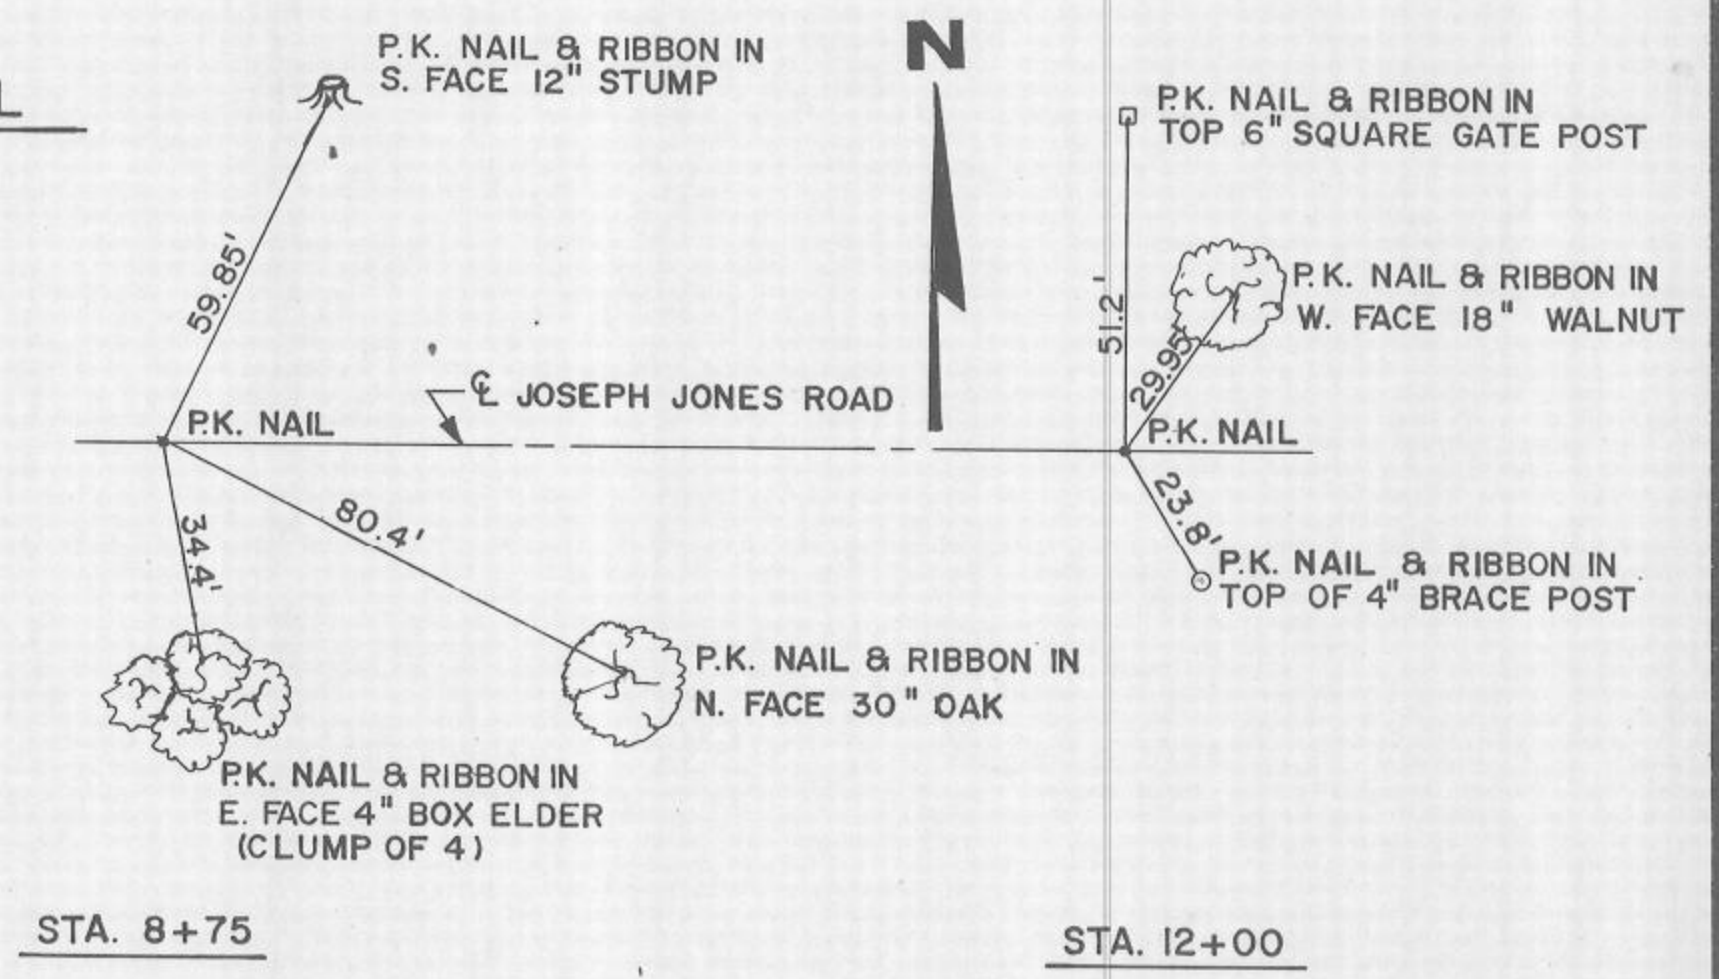 P.K. NAIL & RIBBON IN
S. FACE 12" STUMP
N
P.K. NAIL & RIBBON IN
TOP 6" SQUARE GATE POST
59.85'
51.2'
P.K. NAIL & RIBBON IN
W. FACE 18" WALNUT
29.95'
℄ JOSEPH JONES ROAD
P.K. NAIL
P.K. NAIL
34.4'
80.4'
23.8'
P.K. NAIL & RIBBON IN
TOP OF 4" BRACE POST
P.K. NAIL & RIBBON IN
N. FACE 30" OAK
P.K. NAIL & RIBBON IN
E. FACE 4" BOX ELDER
(CLUMP OF 4)
STA. 8+75
STA. 12+00